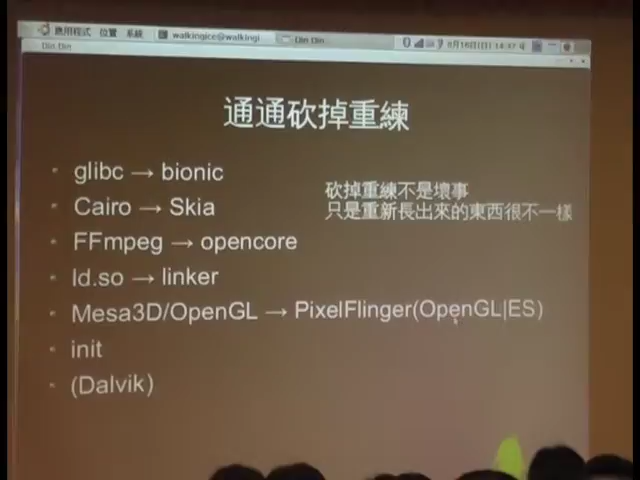 應用程式 位置 系統
walkingice@walkingi
Din Din
8月16日(日) 14:47
Din Din
通通砍掉重練
glibc → bionic
Cairo → Skia
FFmpeg → opencore
ld.so → linker
Mesa3D/OpenGL → PixelFlinger(OpenGL|ES)
init
(Dalvik)
砍掉重練不是壞事
只是重新長出來的東西很不一樣